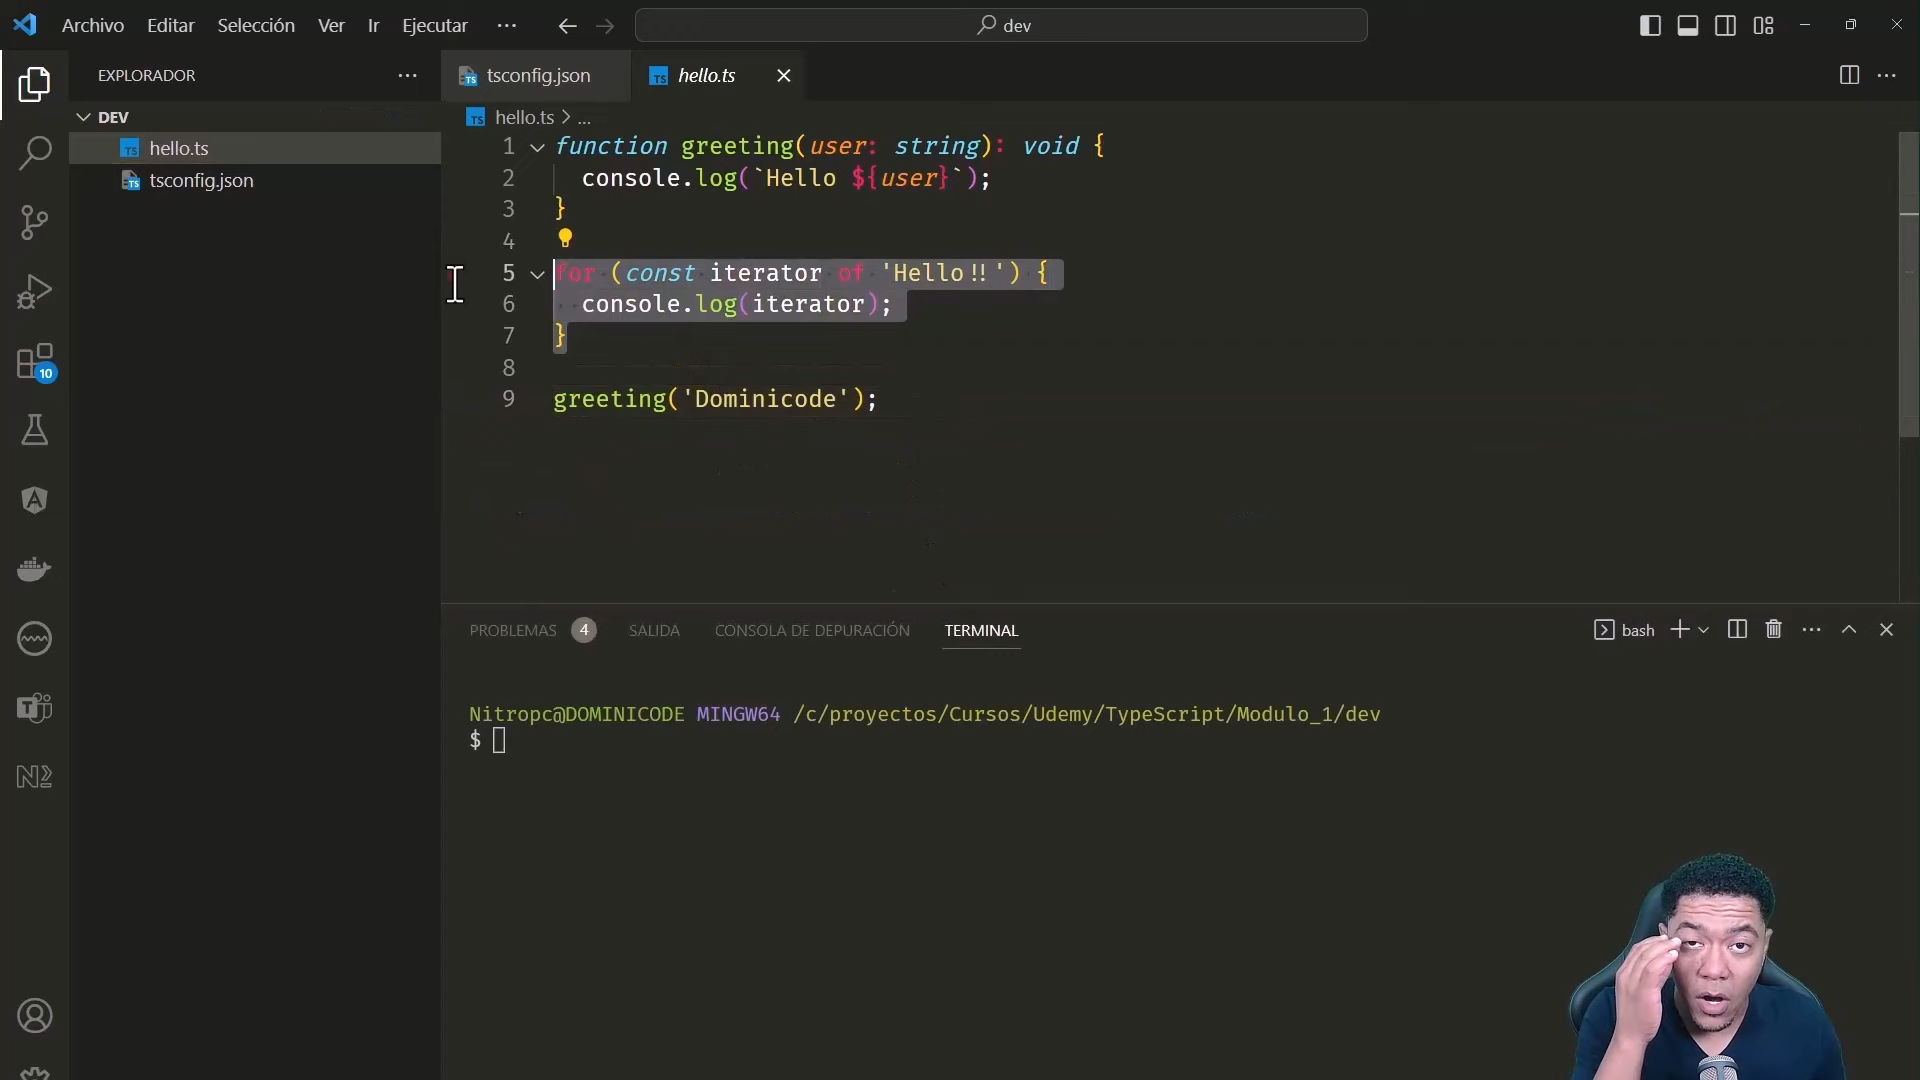 Archivo Editar Selección Ver Ir Ejecutar ··· dev
EXPLORADOR ···
tsconfig.json
hello.ts
DEV
hello.ts
tsconfig.json
hello.ts > ...
1 function greeting(user: string): void {
2 console.log(`Hello ${user}`);
3 }
4
5 for (const iterator of 'Hello!!') {
6 console.log(iterator);
7 }
8
9 greeting('Dominicode');
10
PROBLEMAS 4 SALIDA CONSOLA DE DEPURACIÓN TERMINAL
bash
Nitropc@DOMINICODE MINGW64 /c/proyectos/Cursos/Udemy/TypeScript/Modulo_1/dev
$